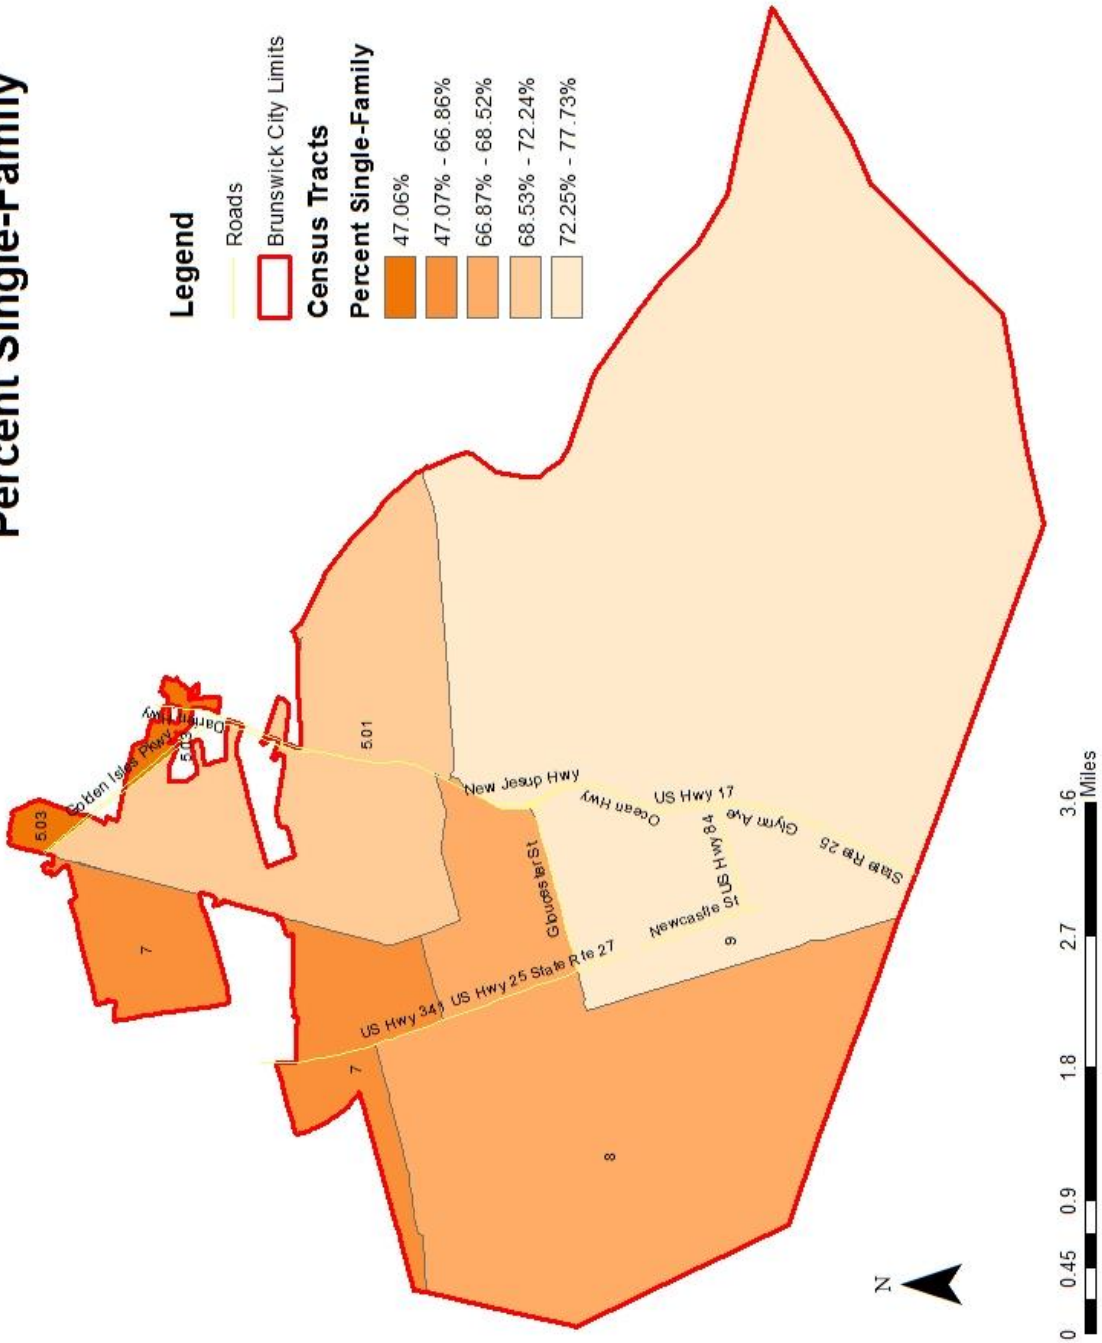 Percent Single-Family
Legend
Roads
Brunswick City Limits
Census Tracts
Percent Single-Family
47.06%
47.07% - 66.86%
66.87% - 68.52%
68.53% - 72.24%
72.25% - 77.73%
5.03
Golden Isles Pkwy
Darien Hwy
5.03
7
5.01
7
US Hwy 341
US Hwy 25
State Rte 27
New Jesup Hwy
Gloucester St
Ocean Hwy
US Hwy 17
US Hwy 84
Glynn Ave
State Rte 25
Newcastle St
9
8
N
0 0.45 0.9 1.8 2.7 3.6
Miles